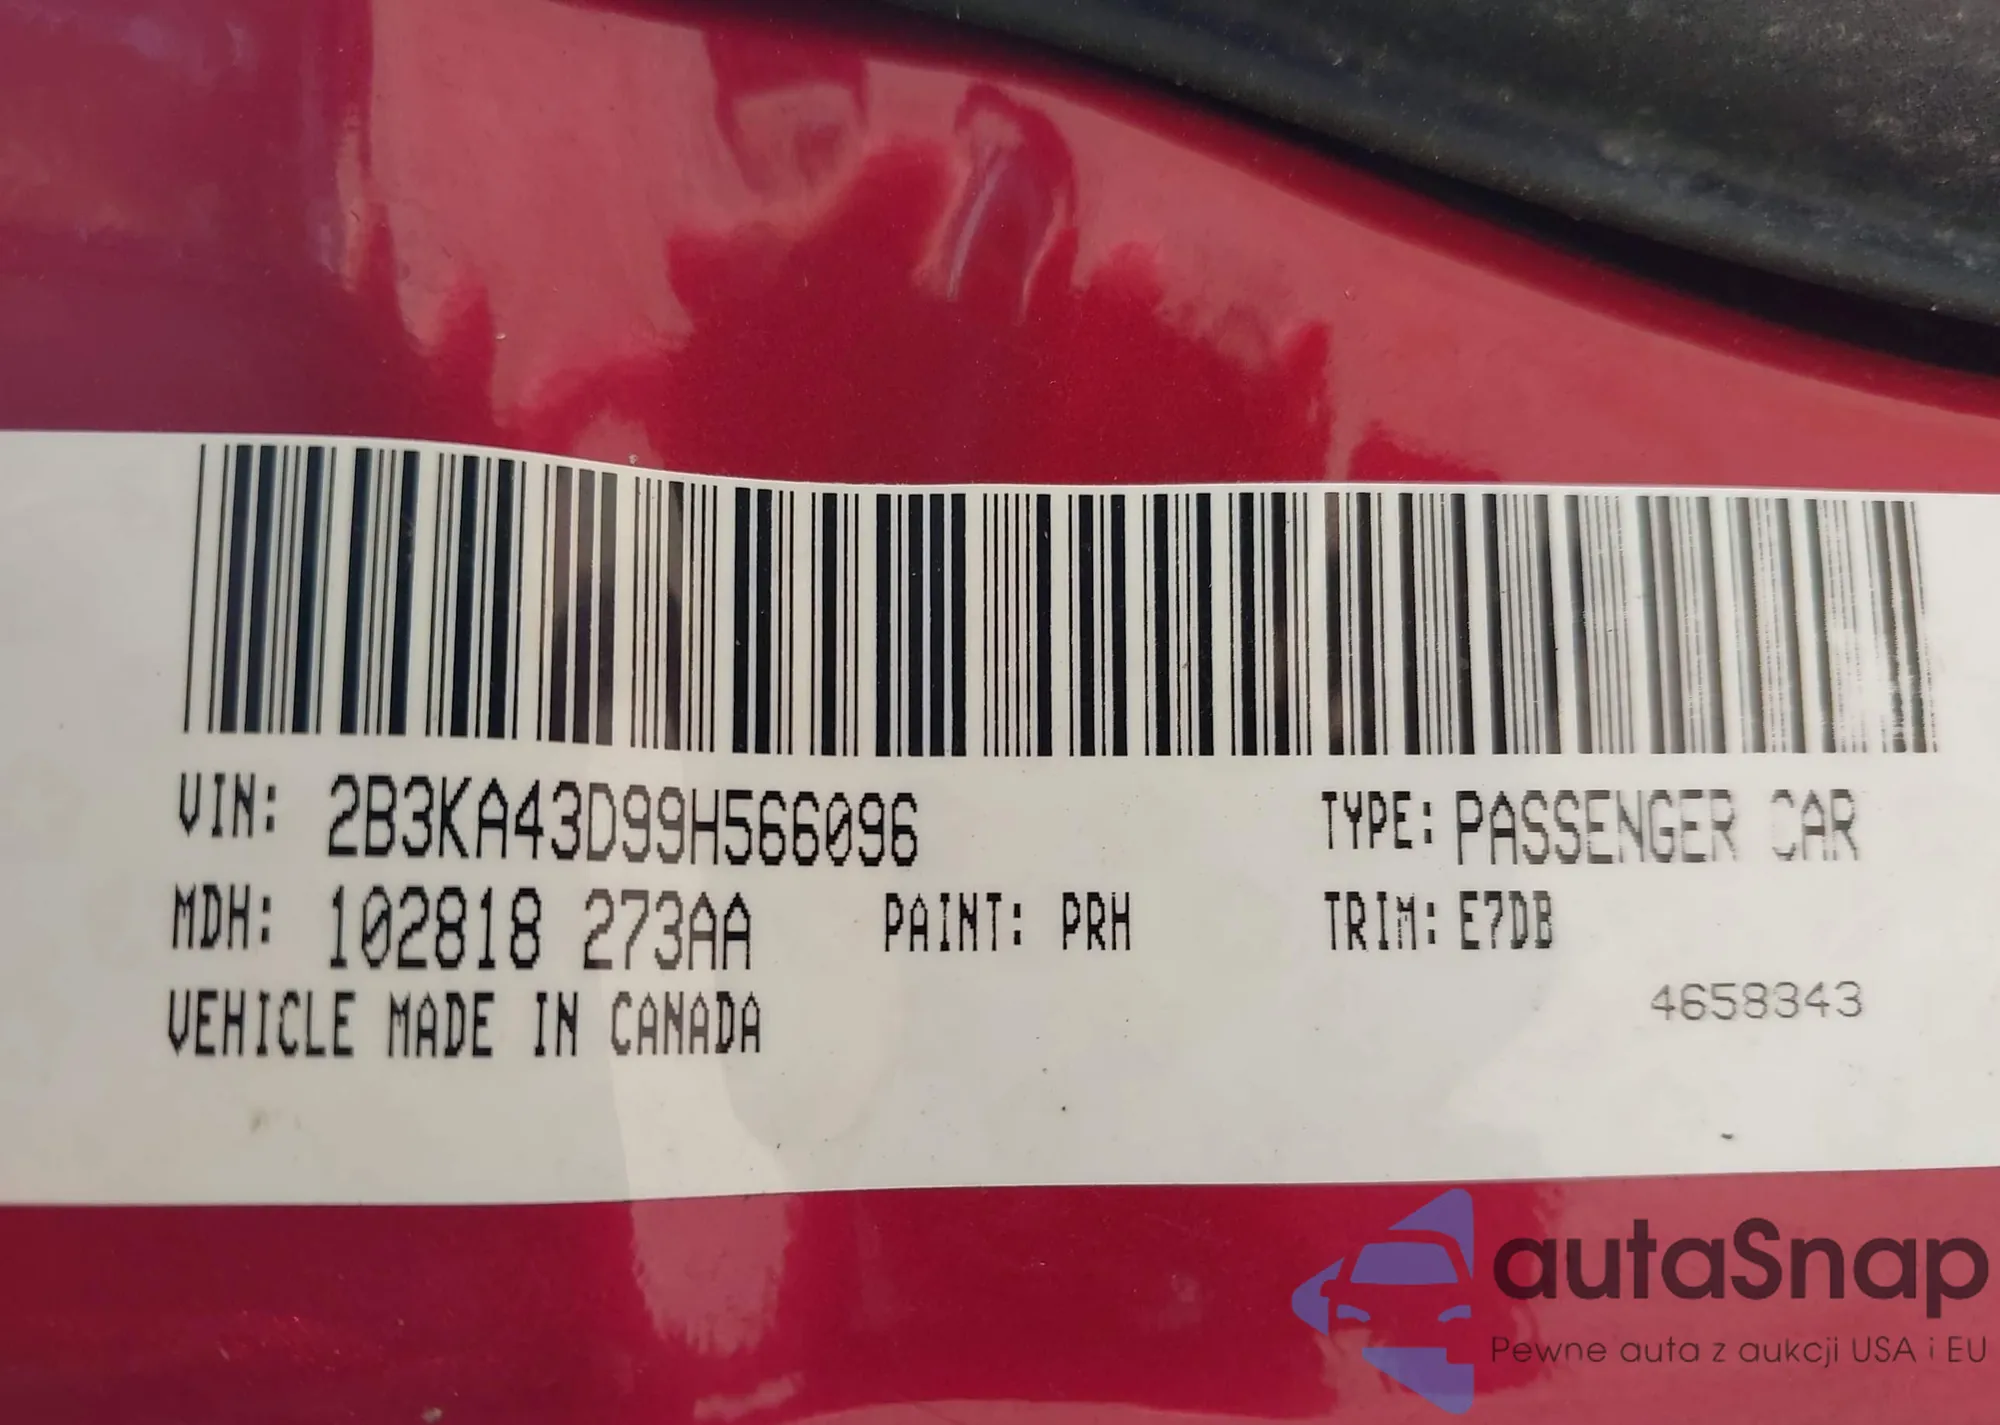 VIN: 2B3KA43D99H566096 TYPE: PASSENGER CAR
MDH: 102818 273AA PAINT: PRH TRIM: E7DB
VEHICLE MADE IN CANADA 4658343
autaSnap
Pewne auta z aukcji USA i EU